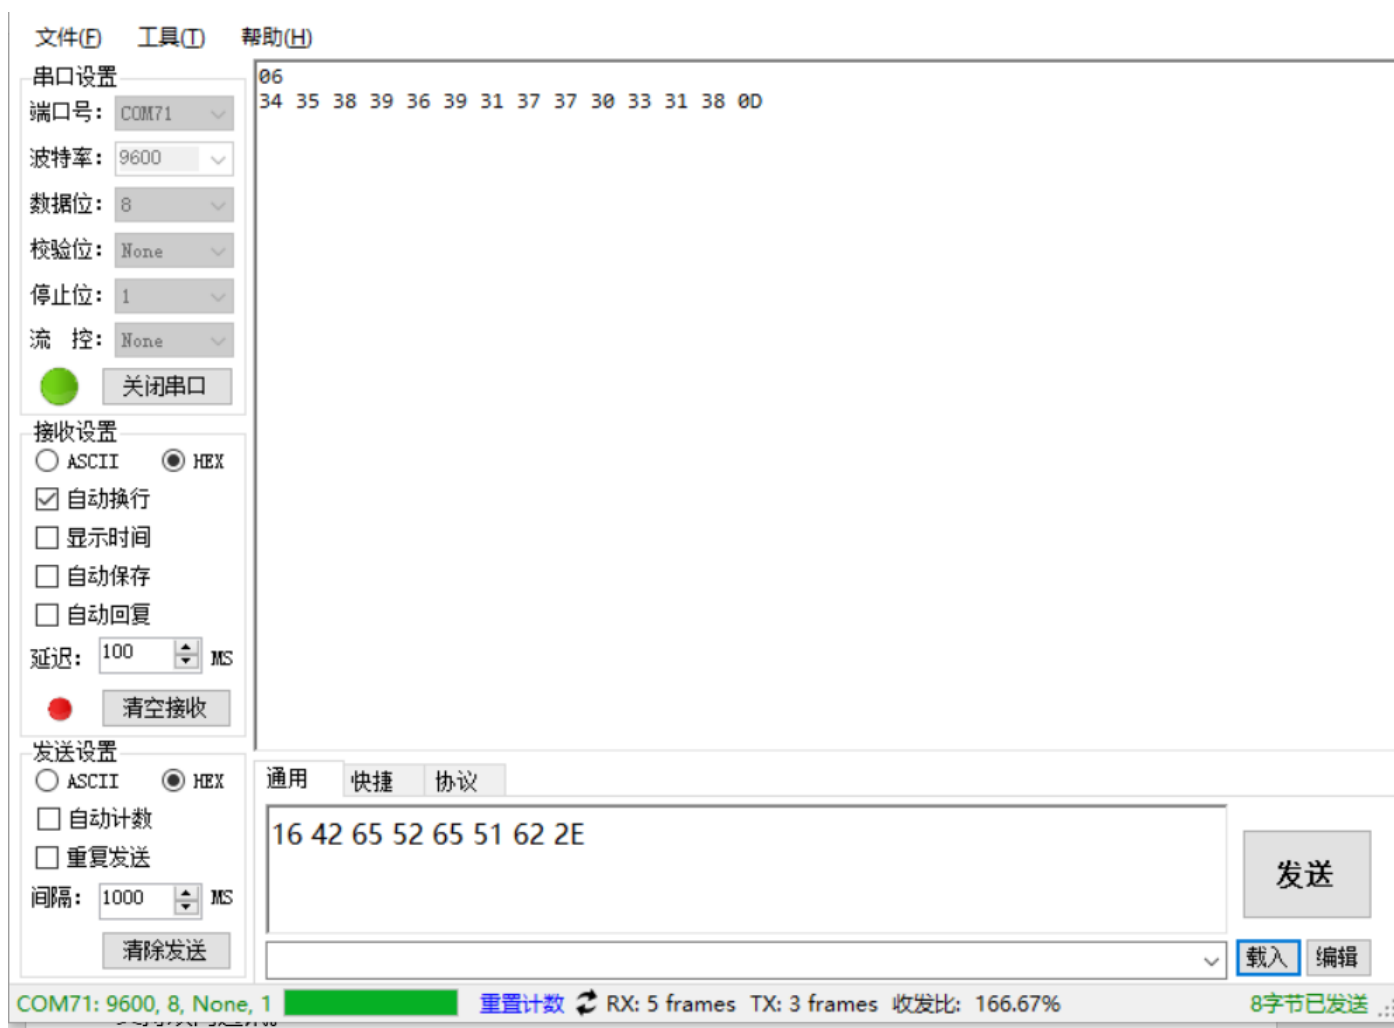 文件(F) 工具(T) 帮助(H)
串口设置
端口号: COM71
波特率: 9600
数据位: 8
校验位: None
停止位: 1
流 控: None
关闭串口
接收设置
ASCII HEX
自动换行
显示时间
自动保存
自动回复
延迟: 100 MS
清空接收
发送设置
ASCII HEX
自动计数
重复发送
间隔: 1000 MS
清除发送
06
34 35 38 39 36 39 31 37 37 30 33 31 38 0D
通用 快捷 协议
16 42 65 52 65 51 62 2E
发送
载入 编辑
COM71: 9600, 8, None, 1 重置计数 RX: 5 frames TX: 3 frames 收发比: 166.67% 8字节已发送